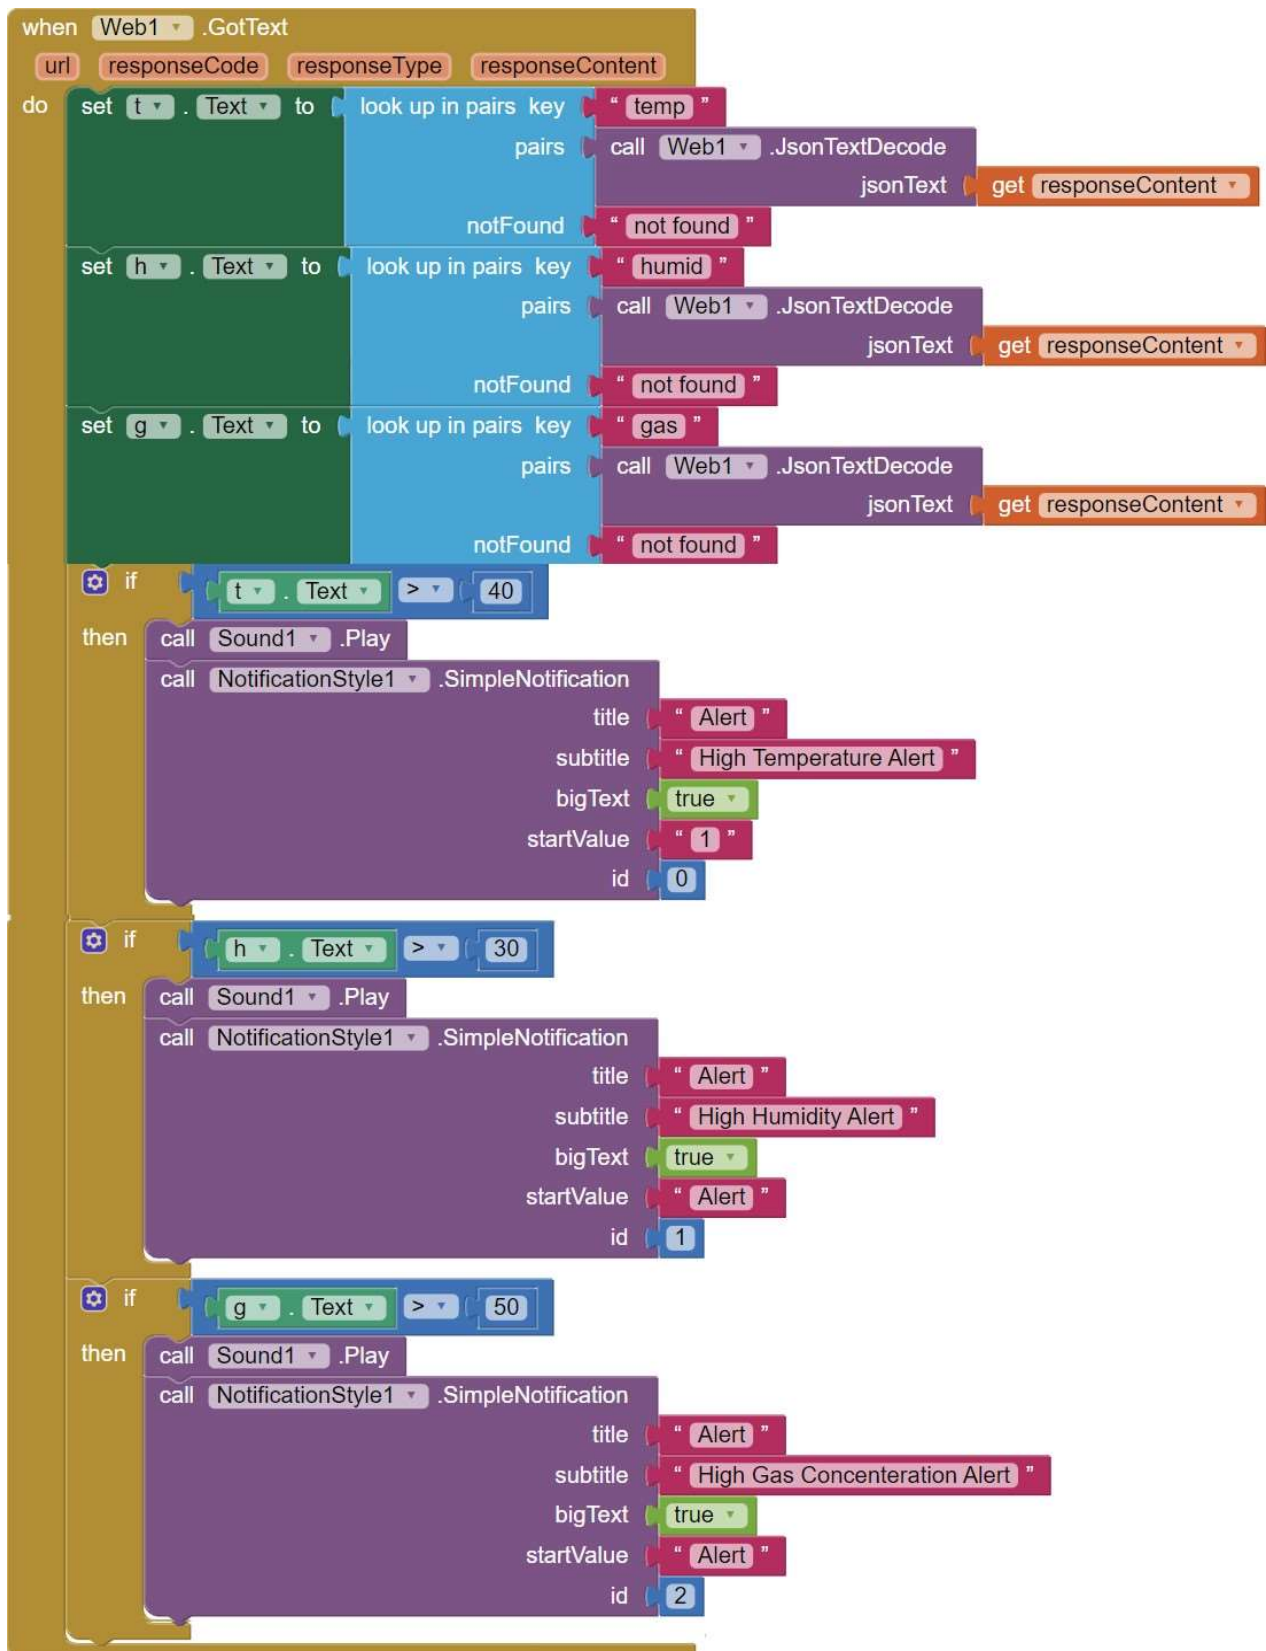 when Web1 .GotText
url responseCode responseType responseContent
do set t . Text to look up in pairs key “ temp ”
pairs call Web1 .JsonTextDecode
jsonText get responseContent
notFound “ not found ”
set h . Text to look up in pairs key “ humid ”
pairs call Web1 .JsonTextDecode
jsonText get responseContent
notFound “ not found ”
set g . Text to look up in pairs key “ gas ”
pairs call Web1 .JsonTextDecode
jsonText get responseContent
notFound “ not found ”
if t . Text > 40
then call Sound1 .Play
call NotificationStyle1 .SimpleNotification
title “ Alert ”
subtitle “ High Temperature Alert ”
bigText true
startValue “ 1 ”
id 0
if h . Text > 30
then call Sound1 .Play
call NotificationStyle1 .SimpleNotification
title “ Alert ”
subtitle “ High Humidity Alert ”
bigText true
startValue “ Alert ”
id 1
if g . Text > 50
then call Sound1 .Play
call NotificationStyle1 .SimpleNotification
title “ Alert ”
subtitle “ High Gas Concenteration Alert ”
bigText true
startValue “ Alert ”
id 2